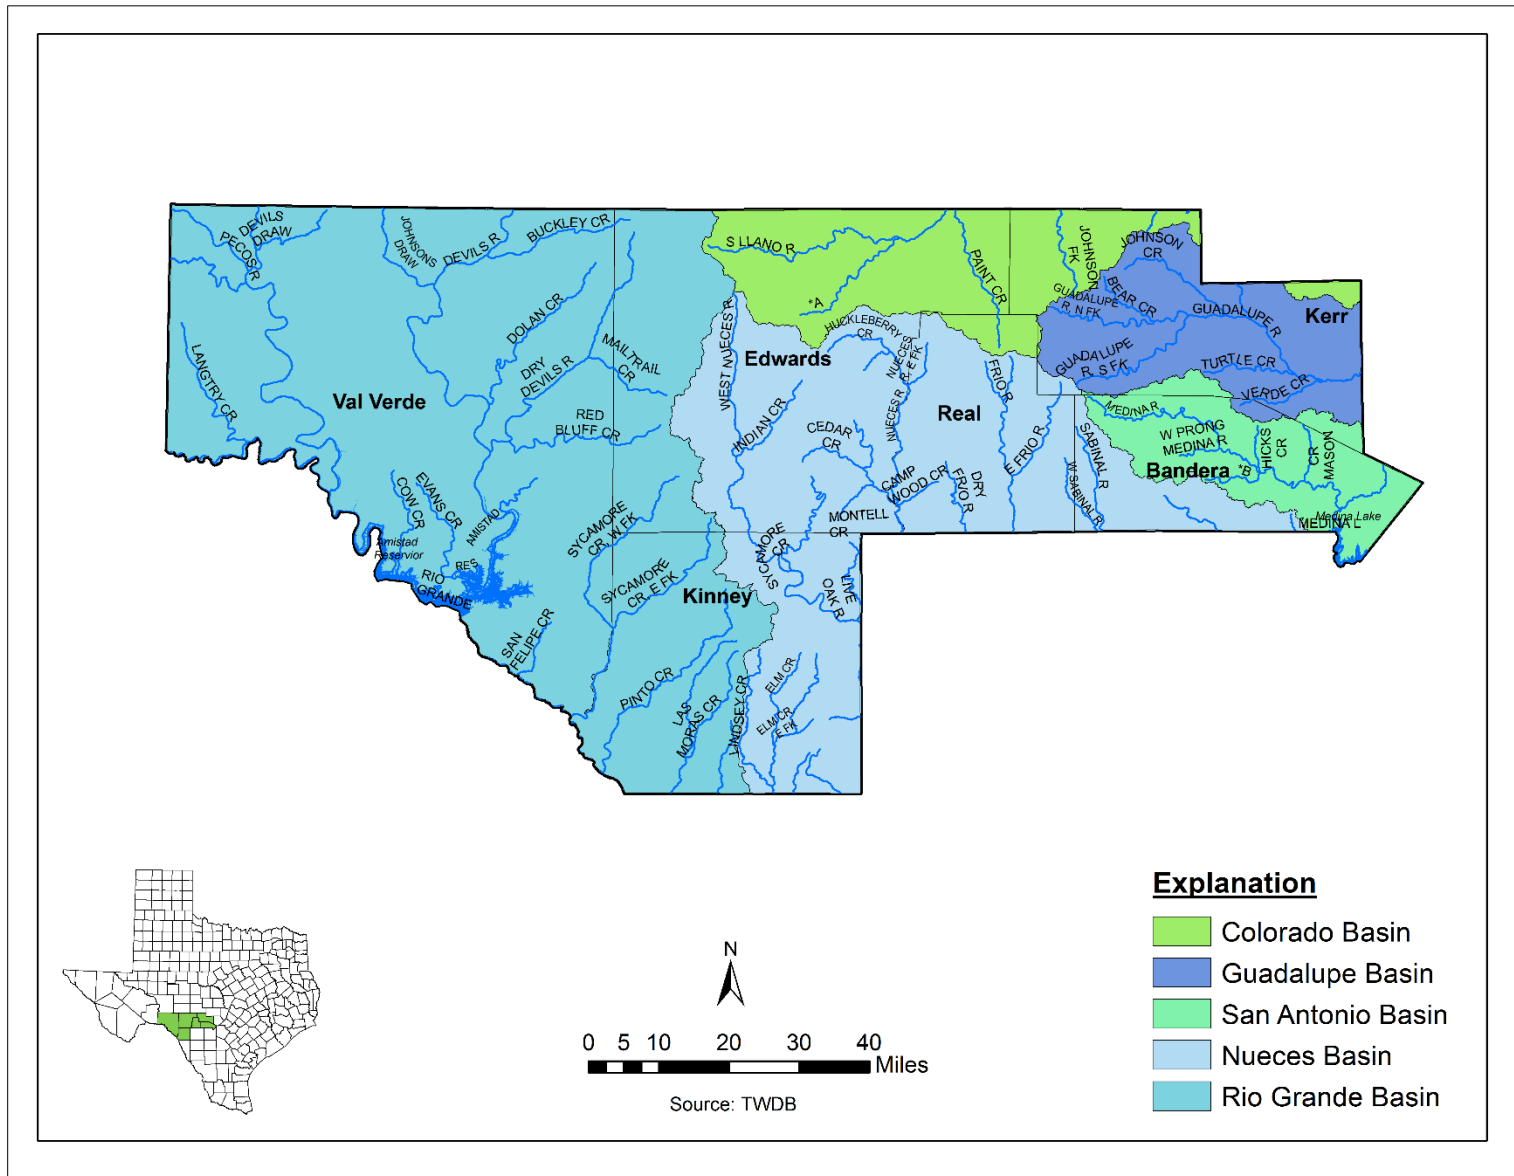 DEVILS
DRAW
PECOS R
JOHNSONS
DRAW
DEVILS R
BUCKLEY CR
S LLANO R
PAINT CR
JOHNSON
FK
JOHNSON
CR
BEAR CR
GUADALUPE
R, N FK
GUADALUPE R
Kerr
*A
HUCKLEBERRY
CR
DOLAN CR
MAILTRAIL
CR
DRY
DEVILS R
LANGTRY CR
Val Verde
WEST NUECES R
Edwards
NUECES
R, E FK
FRIO R
GUADALUPE
R, S FK
TURTLE CR
VERDE CR
RED
BLUFF CR
INDIAN CR
CEDAR
CR
NUECES R
Real
E FRIO R
MEDINA R
W PRONG
MEDINA R
SABINAL R
W SABINAL R
HICKS
CR
MASON
CR
Bandera
*B
CAMP
WOOD CR
DRY
FRIO R
MONTELL
CR
Medina Lake
MEDINA L
EVANS CR
COW CR
AMISTAD
RES
Amistad
Reservior
RIO
GRANDE
SYCAMORE
CR, W FK
SYCAMORE
CR, E FK
SYCAMORE
CR
Kinney
LIVE
OAK R
SAN
FELIPE CR
PINTO CR
LAS
MORAS CR
LINDSEY CR
ELM CR
ELM CR
E FK
Explanation
Colorado Basin
Guadalupe Basin
San Antonio Basin
Nueces Basin
Rio Grande Basin
N
0 5 10 20 30 40
Miles
Source: TWDB